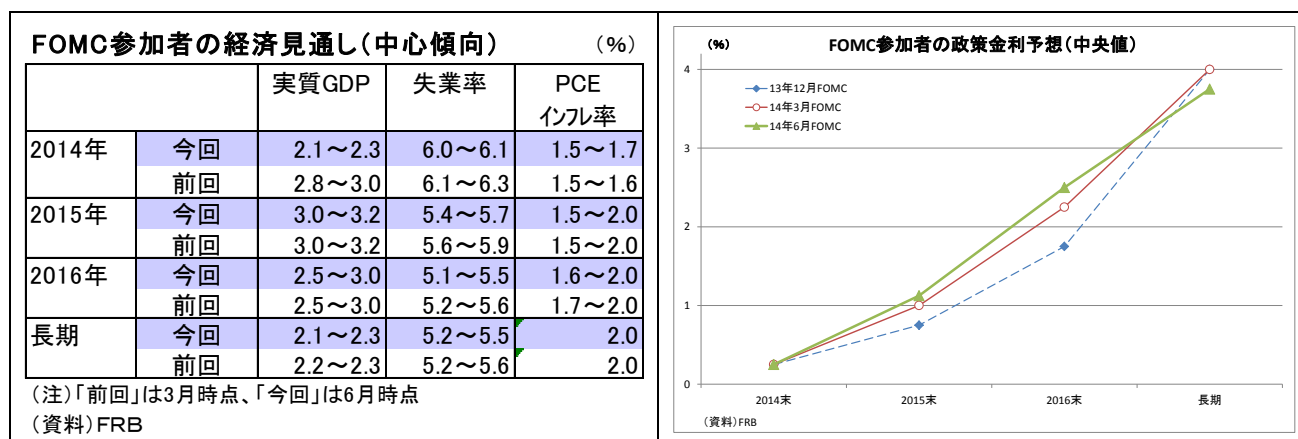 FOMC参加者の経済見通し(中心傾向) (%)
実質GDP 失業率 PCE
インフレ率
2014年 今回 2.1～2.3 6.0～6.1 1.5～1.7
前回 2.8～3.0 6.1～6.3 1.5～1.6
2015年 今回 3.0～3.2 5.4～5.7 1.5～2.0
前回 3.0～3.2 5.6～5.9 1.5～2.0
2016年 今回 2.5～3.0 5.1～5.5 1.6～2.0
前回 2.5～3.0 5.2～5.6 1.7～2.0
長期 今回 2.1～2.3 5.2～5.5 2.0
前回 2.2～2.3 5.2～5.6 2.0
(注)「前回」は3月時点、「今回」は6月時点
(資料)FRB
(%) FOMC参加者の政策金利予想(中央値)
4
13年12月FOMC
14年3月FOMC
14年6月FOMC
3
2
1
0
2014末 2015末 2016末 長期
(資料)FRB